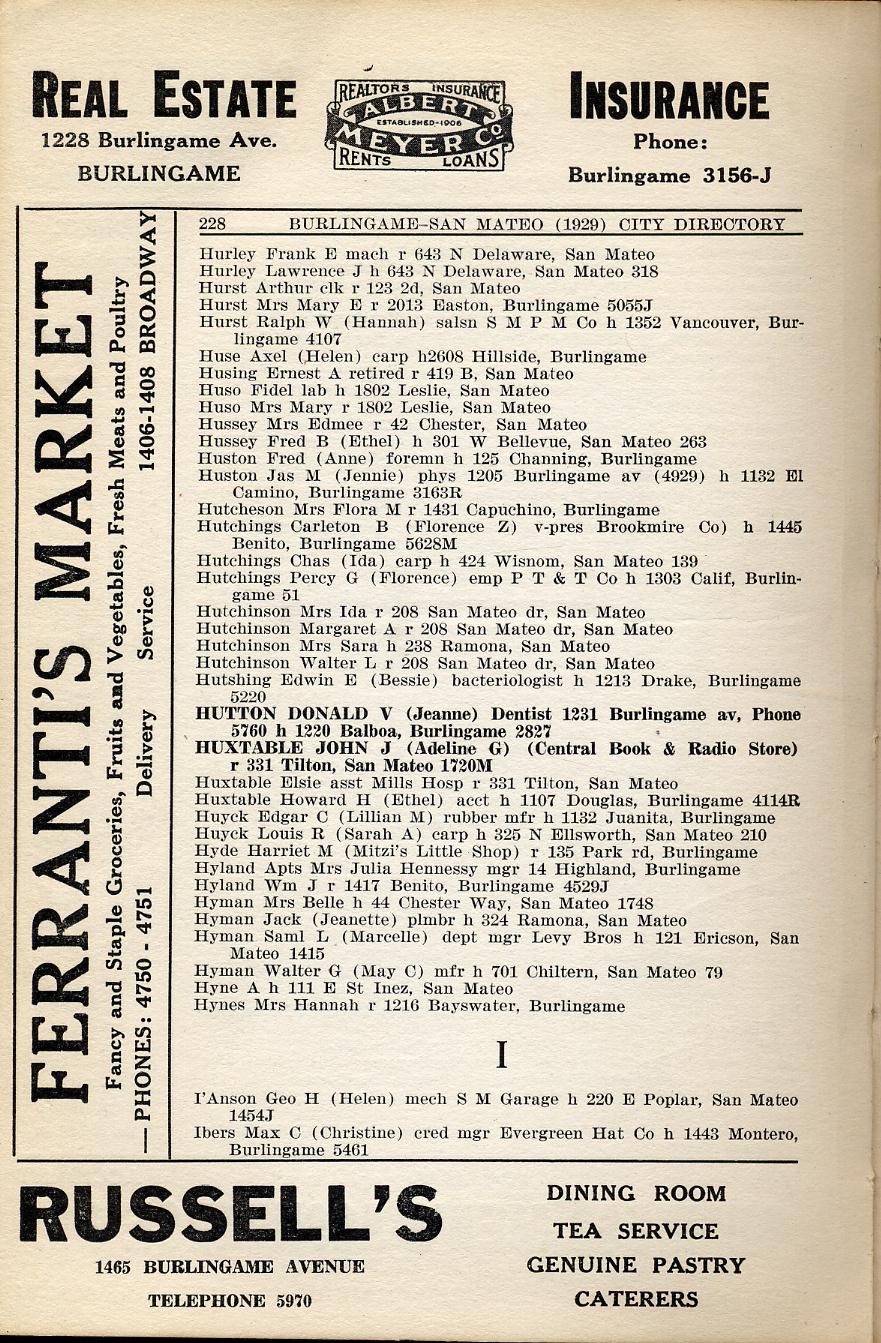 REAL ESTATE
1228 Burlingame Ave.
BURLINGAME
REALTORS INSURANCE
ALBERT
ESTABLISHED-1906
MEYER Co
RENTS LOANS
INSURANCE
Phone:
Burlingame 3156-J
FERRANTI'S MARKET
Fancy and Staple Groceries, Fruits and Vegetables, Fresh Meats and Poultry
— PHONES: 4750 - 4751 Delivery Service 1406-1408 BROADWAY
228 BURLINGAME-SAN MATEO (1929) CITY DIRECTORY
Hurley Frank E mach r 643 N Delaware, San Mateo
Hurley Lawrence J h 643 N Delaware, San Mateo 318
Hurst Arthur clk r 123 2d, San Mateo
Hurst Mrs Mary E r 2013 Easton, Burlingame 5055J
Hurst Ralph W (Hannah) salsn S M P M Co h 1352 Vancouver, Bur-
lingame 4107
Huse Axel (Helen) carp h2608 Hillside, Burlingame
Husing Ernest A retired r 419 B, San Mateo
Huso Fidel lab h 1802 Leslie, San Mateo
Huso Mrs Mary r 1802 Leslie, San Mateo
Hussey Mrs Edmee r 42 Chester, San Mateo
Hussey Fred B (Ethel) h 301 W Bellevue, San Mateo 263
Huston Fred (Anne) foremn h 125 Channing, Burlingame
Huston Jas M (Jennie) phys 1205 Burlingame av (4929) h 1132 El
Camino, Burlingame 3163R
Hutcheson Mrs Flora M r 1431 Capuchino, Burlingame
Hutchings Carleton B (Florence Z) v-pres Brookmire Co) h 1445
Benito, Burlingame 5628M
Hutchings Chas (Ida) carp h 424 Wisnom, San Mateo 139
Hutchings Percy G (Florence) emp P T & T Co h 1303 Calif, Burlin-
game 51
Hutchinson Mrs Ida r 208 San Mateo dr, San Mateo
Hutchinson Margaret A r 208 San Mateo dr, San Mateo
Hutchinson Mrs Sara h 238 Ramona, San Mateo
Hutchinson Walter L r 208 San Mateo dr, San Mateo
Hutshing Edwin E (Bessie) bacteriologist h 1213 Drake, Burlingame
5220
HUTTON DONALD V (Jeanne) Dentist 1231 Burlingame av, Phone
5760 h 1220 Balboa, Burlingame 2827
HUXTABLE JOHN J (Adeline G) (Central Book & Radio Store)
r 331 Tilton, San Mateo 1720M
Huxtable Elsie asst Mills Hosp r 331 Tilton, San Mateo
Huxtable Howard H (Ethel) acct h 1107 Douglas, Burlingame 4114R
Huyck Edgar C (Lillian M) rubber mfr h 1132 Juanita, Burlingame
Huyck Louis R (Sarah A) carp h 325 N Ellsworth, San Mateo 210
Hyde Harriet M (Mitzi's Little Shop) r 135 Park rd, Burlingame
Hyland Apts Mrs Julia Hennessy mgr 14 Highland, Burlingame
Hyland Wm J r 1417 Benito, Burlingame 4529J
Hyman Mrs Belle h 44 Chester Way, San Mateo 1748
Hyman Jack (Jeanette) plmbr h 324 Ramona, San Mateo
Hyman Saml L (Marcelle) dept mgr Levy Bros h 121 Ericson, San
Mateo 1415
Hyman Walter G (May C) mfr h 701 Chiltern, San Mateo 79
Hyne A h 111 E St Inez, San Mateo
Hynes Mrs Hannah r 1216 Bayswater, Burlingame
I
I'Anson Geo H (Helen) mech S M Garage h 220 E Poplar, San Mateo
1454J
Ibers Max C (Christine) cred mgr Evergreen Hat Co h 1443 Montero,
Burlingame 5461
RUSSELL'S
1465 BURLINGAME AVENUE
TELEPHONE 5970
DINING ROOM
TEA SERVICE
GENUINE PASTRY
CATERERS